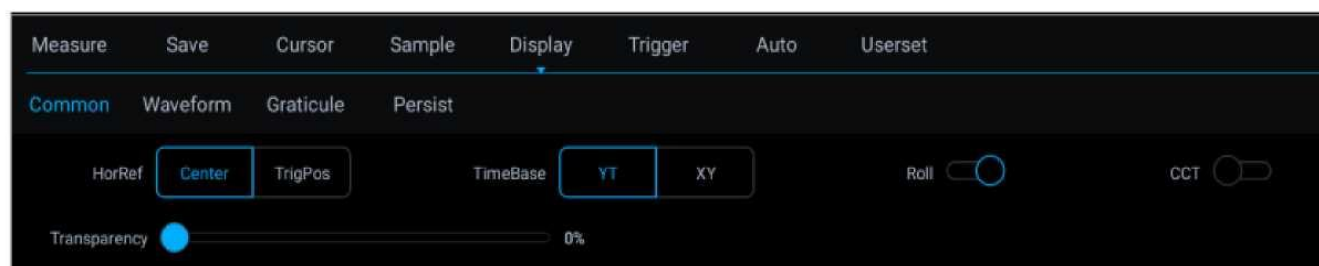 Measure Save Cursor Sample Display Trigger Auto Userset
Common Waveform Graticule Persist
HorRef Center TrigPos TimeBase YT XY Roll CCT
Transparency 0%